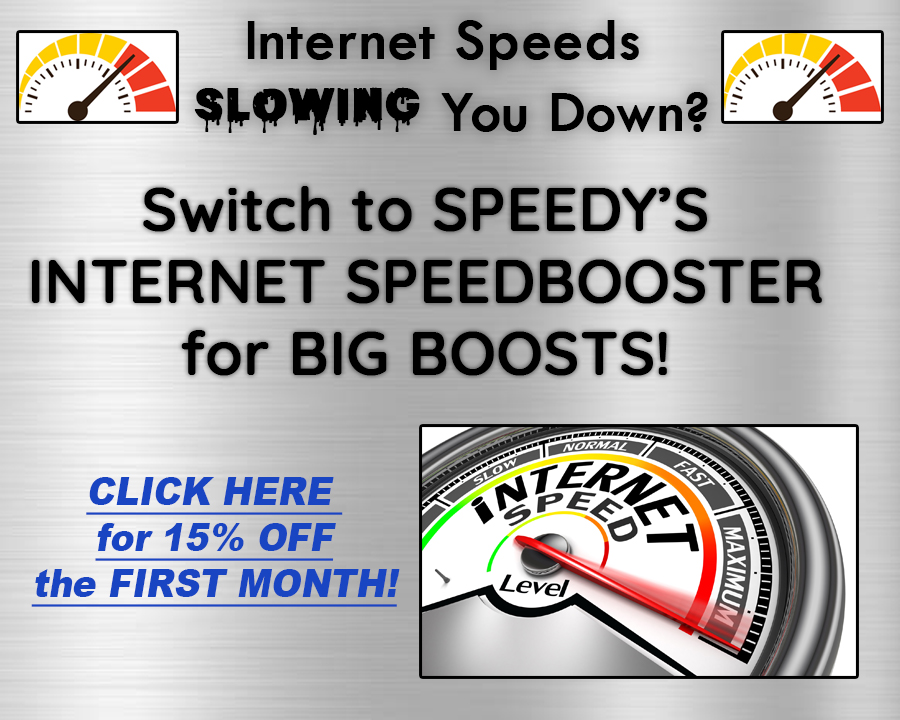 Internet Speeds
SLOWING You Down?
Switch to SPEEDY’S
INTERNET SPEEDBOOSTER
for BIG BOOSTS!
CLICK HERE
for 15% OFF
the FIRST MONTH!
SLOW NORMAL FAST MAXIMUM
INTERNET
SPEED
Level